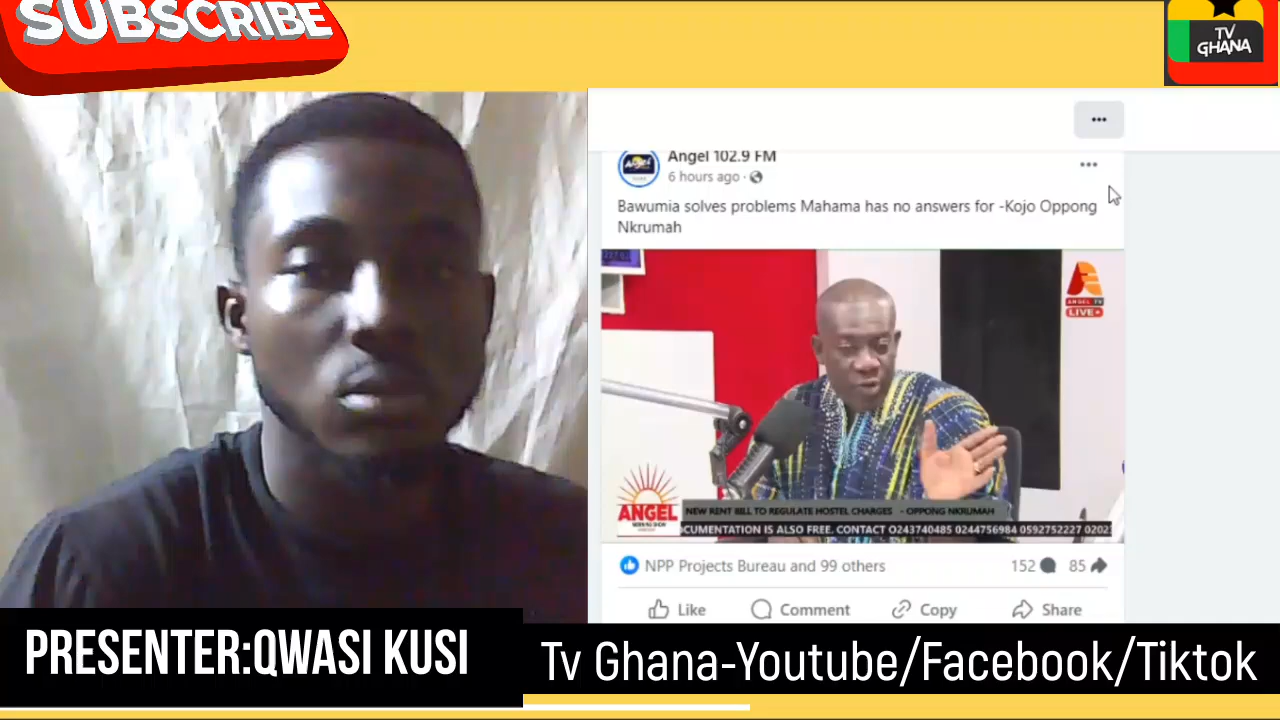 SUBSCRIBE
TV
GHANA
Angel 102.9 FM
6 hours ago
Bawumia solves problems Mahama has no answers for -Kojo Oppong
Nkrumah
ANGEL TV
LIVE
ANGEL
NEW RENT BILL TO REGULATE HOSTEL CHARGES - OPPONG NKRUMAH
CUMENTATION IS ALSO FREE. CONTACT 0243740485 0244756984 0592752227 0202
NPP Projects Bureau and 99 others
152
85
Like
Comment
Copy
Share
PRESENTER:QWASI KUSI
Tv Ghana-Youtube/Facebook/Tiktok